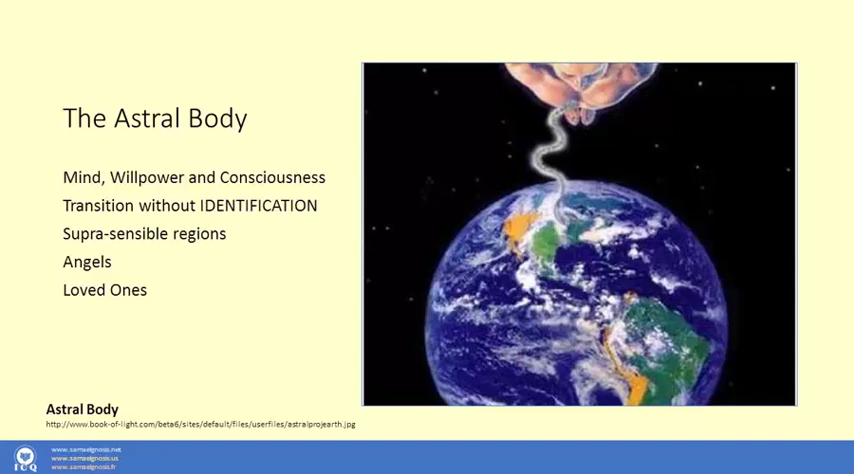 The Astral Body
Mind, Willpower and Consciousness
Transition without IDENTIFICATION
Supra-sensible regions
Angels
Loved Ones
Astral Body
http://www.book-of-light.com/beta6/sites/default/files/userfiles/astralprojearth.jpg
www.samaelgnosis.net
www.samaelgnosis.us
www.samaelgnosis.fr
ICQ